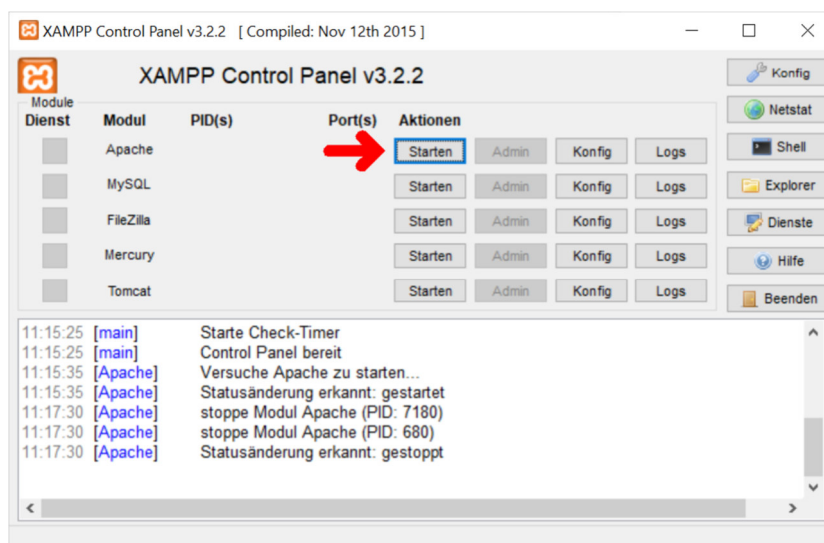 XAMPP Control Panel v3.2.2 [ Compiled: Nov 12th 2015 ]
XAMPP Control Panel v3.2.2
Konfig
Module
Netstat
Dienst Modul PID(s) Port(s) Aktionen
Apache Starten Admin Konfig Logs
Shell
MySQL Starten Admin Konfig Logs
Explorer
FileZilla Starten Admin Konfig Logs
Dienste
Mercury Starten Admin Konfig Logs
Hilfe
Tomcat Starten Admin Konfig Logs
Beenden
11:15:25 [main] Starte Check-Timer
11:15:25 [main] Control Panel bereit
11:15:35 [Apache] Versuche Apache zu starten...
11:15:35 [Apache] Statusänderung erkannt: gestartet
11:17:30 [Apache] stoppe Modul Apache (PID: 7180)
11:17:30 [Apache] stoppe Modul Apache (PID: 680)
11:17:30 [Apache] Statusänderung erkannt: gestoppt